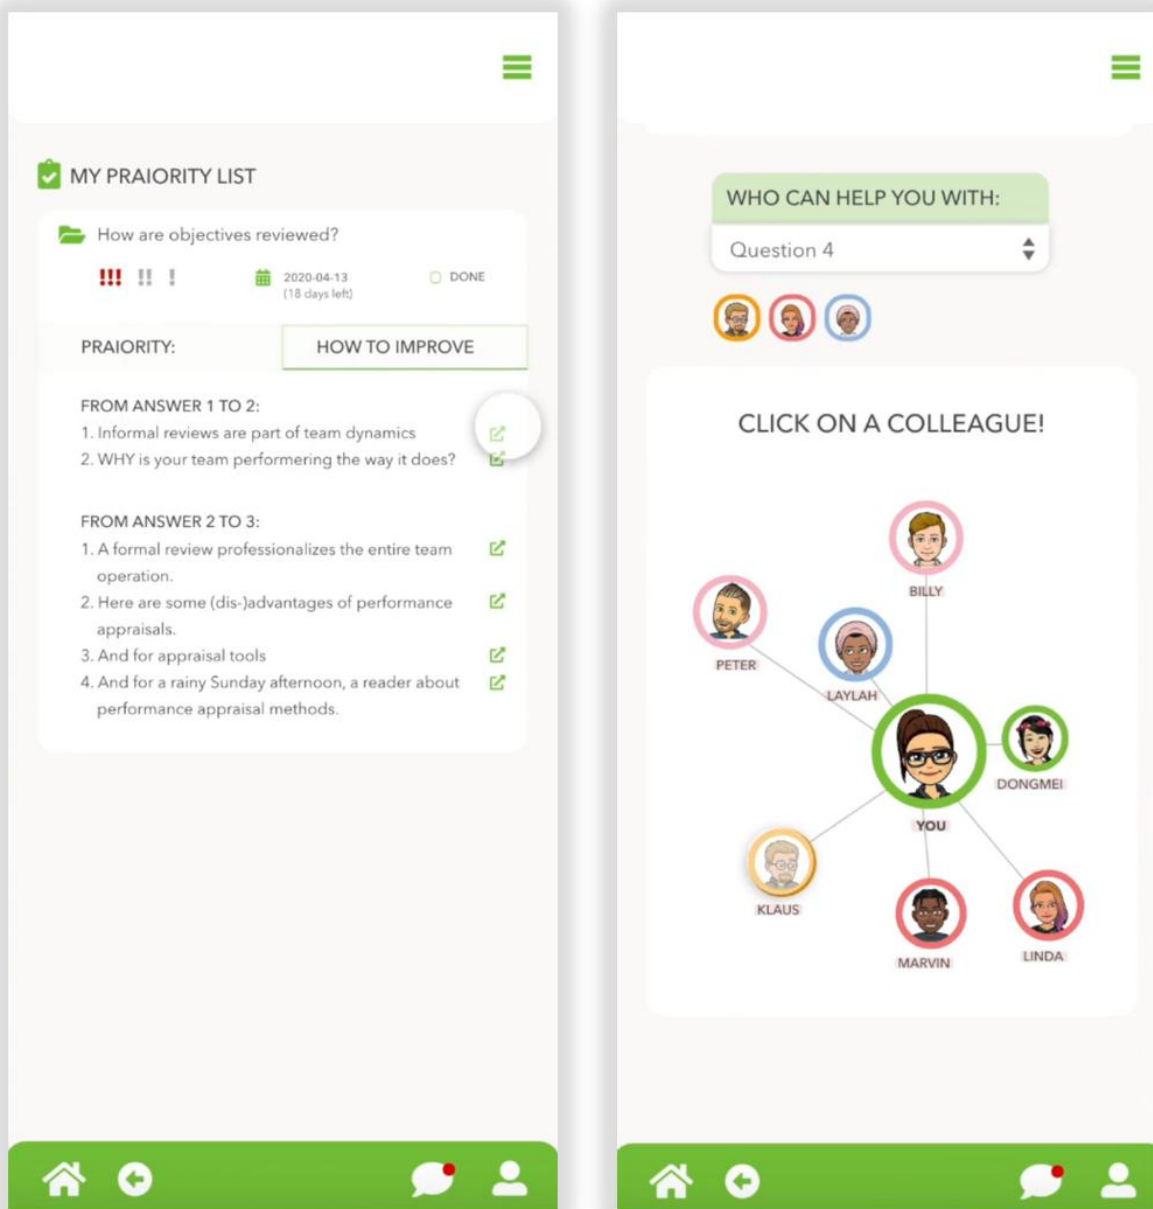 MY PRAIORITY LIST
How are objectives reviewed?
!!! !! !
2020-04-13
(18 days left)
DONE
PRAIORITY:
HOW TO IMPROVE
FROM ANSWER 1 TO 2:
1. Informal reviews are part of team dynamics
2. WHY is your team performering the way it does?
FROM ANSWER 2 TO 3:
1. A formal review professionalizes the entire team
operation.
2. Here are some (dis-)advantages of performance
appraisals.
3. And for appraisal tools
4. And for a rainy Sunday afternoon, a reader about
performance appraisal methods.
WHO CAN HELP YOU WITH:
Question 4
CLICK ON A COLLEAGUE!
BILLY
PETER
LAYLAH
DONGMEI
YOU
KLAUS
MARVIN
LINDA